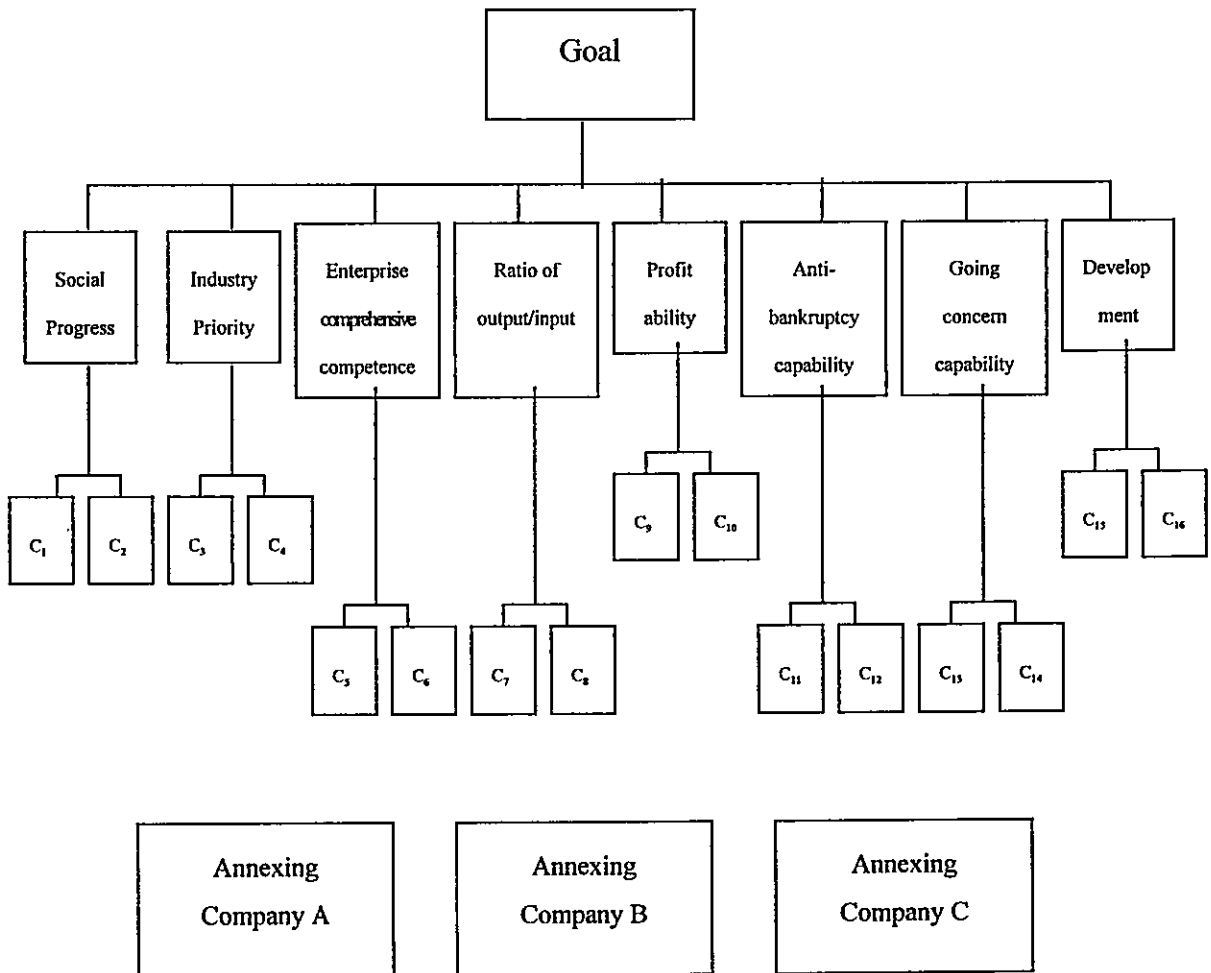 Goal
Social
Progress
Industry
Priority
Enterprise
comprehensive
competence
Ratio of
output/input
Profit
ability
Anti-
bankruptcy
capability
Going
concern
capability
Develop
ment
C₁
C₂
C₃
C₄
C₅
C₆
C₇
C₈
C₉
C₁₀
C₁₁
C₁₂
C₁₃
C₁₄
C₁₅
C₁₆
Annexing
Company A
Annexing
Company B
Annexing
Company C